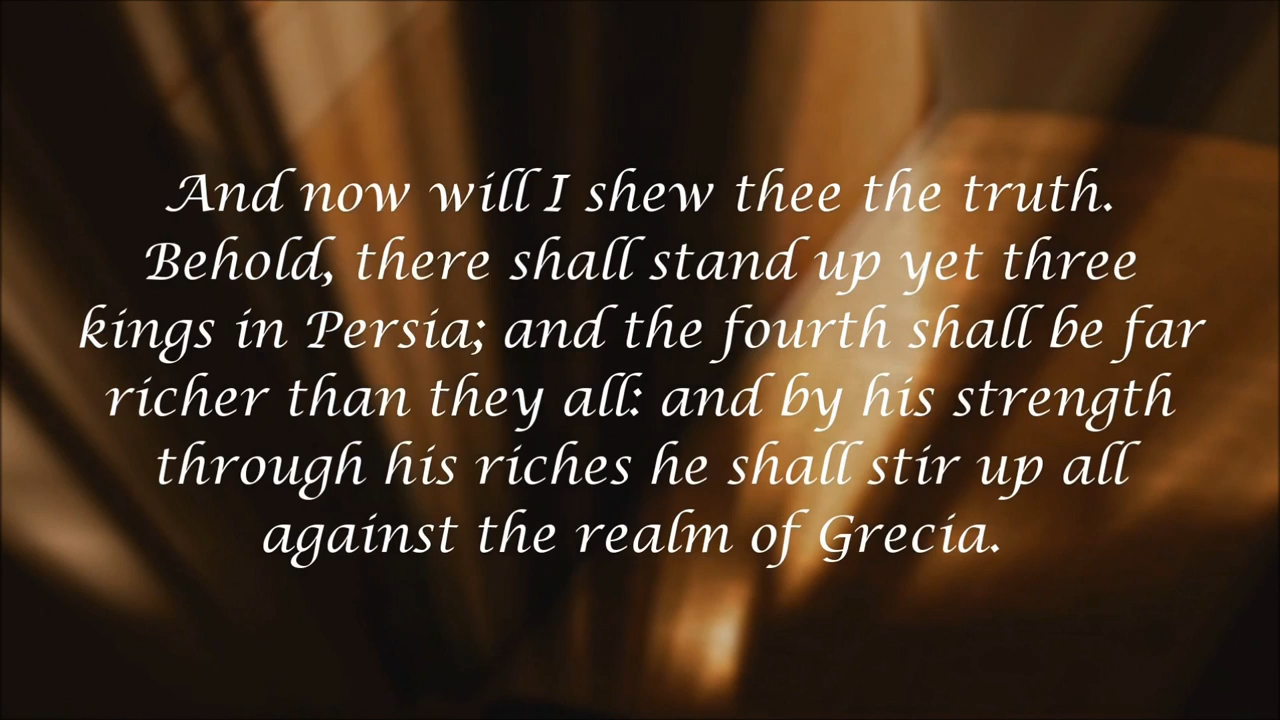 And now will I shew thee the truth.
Behold, there shall stand up yet three
kings in Persia; and the fourth shall be far
richer than they all: and by his strength
through his riches he shall stir up all
against the realm of Grecia.